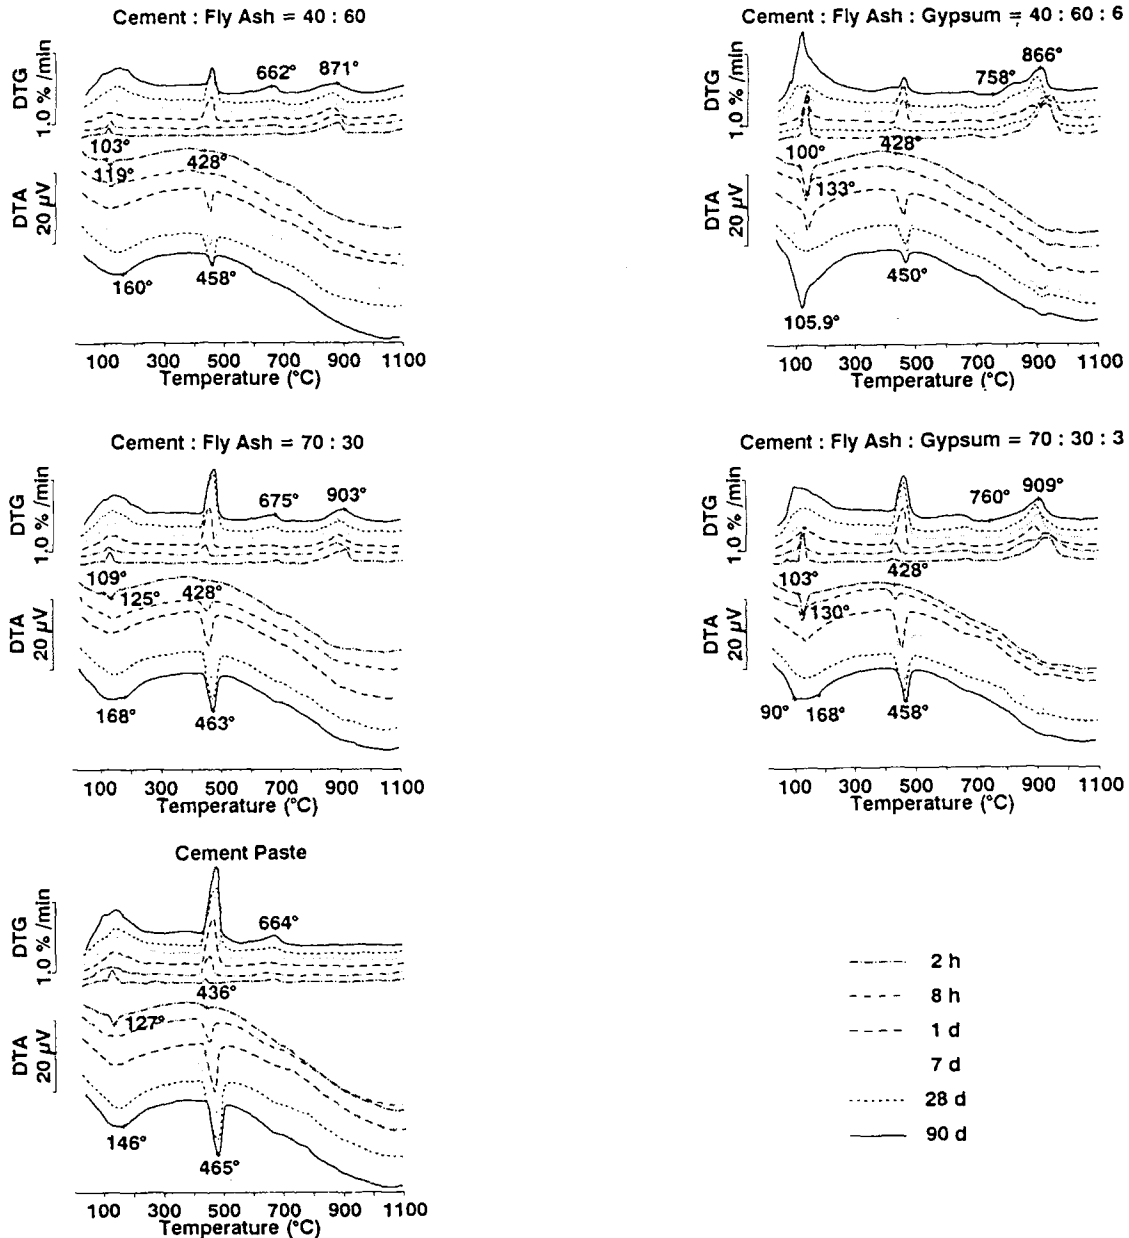 Cement : Fly Ash = 40 : 60
DTG
1.0 % /min
DTA
20 µV
662°
871°
103°
119°
428°
160°
458°
100 300 500 700 900 1100
Temperature (°C)
Cement : Fly Ash : Gypsum = 40 : 60 : 6
DTG
1.0 % /min
DTA
20 µV
758°
866°
100°
133°
428°
450°
105.9°
100 300 500 700 900 1100
Temperature (°C)
Cement : Fly Ash = 70 : 30
DTG
1.0 % /min
DTA
20 µV
675°
903°
109°
125°
428°
168°
463°
100 300 500 700 900 1100
Temperature (°C)
Cement : Fly Ash : Gypsum = 70 : 30 : 3
DTG
1.0 % /min
DTA
20 µV
760°
909°
103°
130°
428°
90°
168°
458°
100 300 500 700 900 1100
Temperature (°C)
Cement Paste
DTG
1.0 % /min
DTA
20 µV
664°
436°
127°
146°
465°
100 300 500 700 900 1100
Temperature (°C)
2 h
8 h
1 d
7 d
28 d
90 d